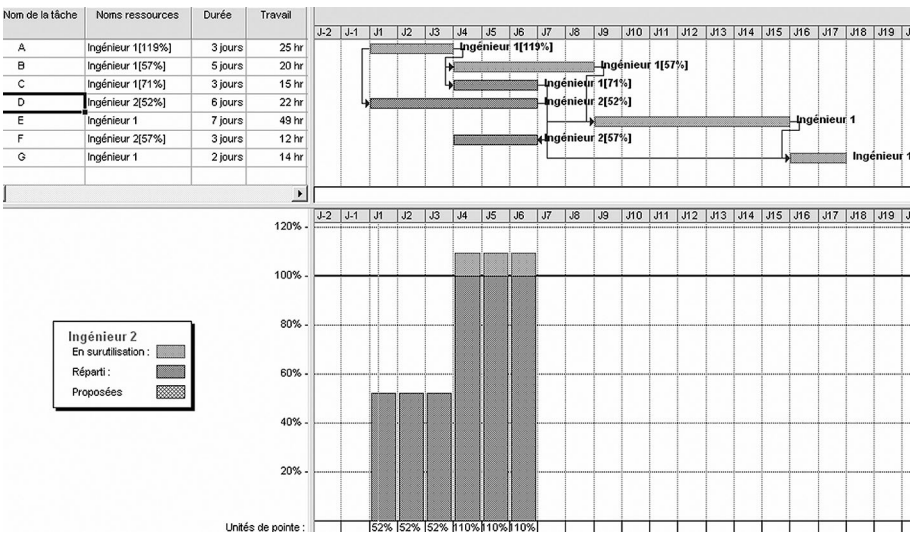 Nom de la tâche Noms ressources Durée Travail
J-2 J-1 J1 J2 J3 J4 J5 J6 J7 J8 J9 J10 J11 J12 J13 J14 J15 J16 J17 J18 J19
A Ingénieur 1[119%] 3 jours 25 hr Ingénieur 1[119%]
B Ingénieur 1[57%] 5 jours 20 hr Ingénieur 1[57%]
C Ingénieur 1[71%] 3 jours 15 hr Ingénieur 1[71%]
D Ingénieur 2[52%] 6 jours 22 hr Ingénieur 2[52%]
E Ingénieur 1 7 jours 49 hr Ingénieur 1
F Ingénieur 2[57%] 3 jours 12 hr Ingénieur 2[57%]
G Ingénieur 1 2 jours 14 hr Ingénieur 1
J-2 J-1 J1 J2 J3 J4 J5 J6 J7 J8 J9 J10 J11 J12 J13 J14 J15 J16 J17 J18 J19
120%
100%
80%
60%
40%
20%
Ingénieur 2
En surutilisation :
Réparti :
Proposées
Unités de pointe : 52% 52% 52% 110% 110% 110%